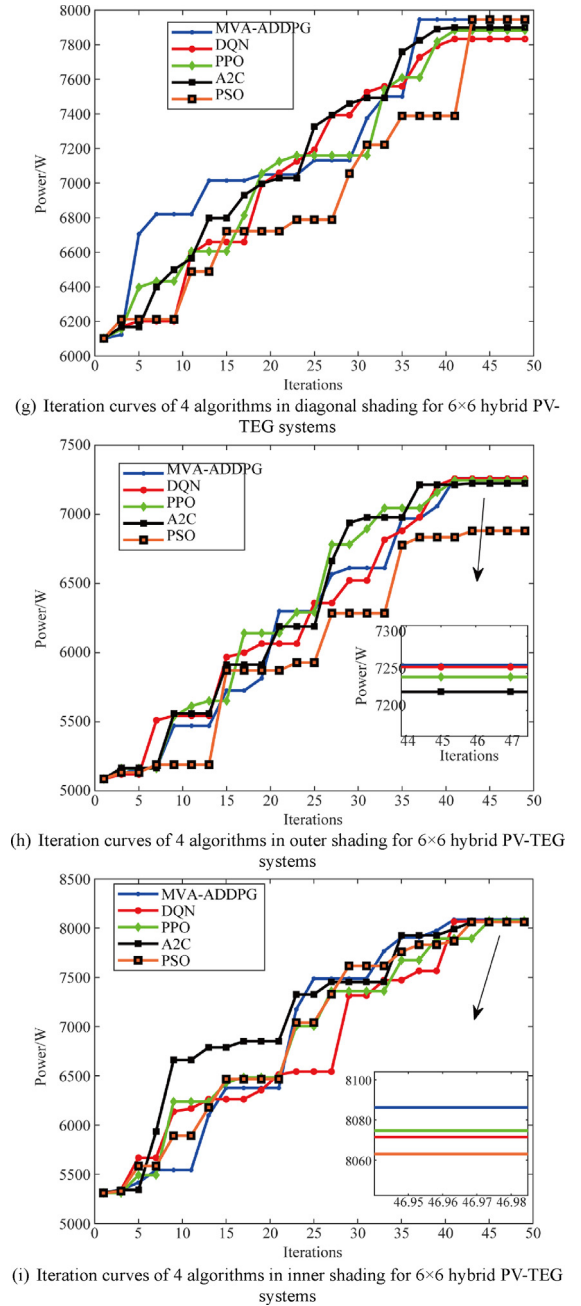 8000
7800
7600
7400
7200
7000
6800
6600
6400
6200
6000
Power/W
MVA-ADDPG
DQN
PPO
A2C
PSO
0 5 10 15 20 25 30 35 40 45 50
Iterations
(g) Iteration curves of 4 algorithms in diagonal shading for 6×6 hybrid PV-
TEG systems
7500
7000
6500
6000
5500
5000
Power/W
MVA-ADDPG
DQN
PPO
A2C
PSO
7300
7250
7200
Power/W
44 45 46 47
Iterations
0 5 10 15 20 25 30 35 40 45 50
Iterations
(h) Iteration curves of 4 algorithms in outer shading for 6×6 hybrid PV-TEG
systems
8500
8000
7500
7000
6500
6000
5500
5000
Power/W
MVA-ADDPG
DQN
PPO
A2C
PSO
8100
8080
8060
46.95 46.96 46.97 46.98
0 5 10 15 20 25 30 35 40 45 50
Iterations
(i) Iteration curves of 4 algorithms in inner shading for 6×6 hybrid PV-TEG
systems